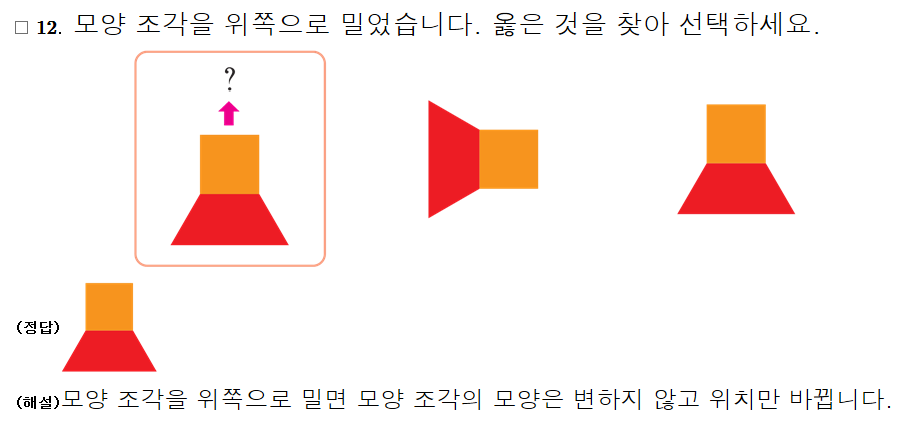 □ 12. 모양 조각을 위쪽으로 밀었습니다. 옳은 것을 찾아 선택하세요.
?
(정답)
(해설)모양 조각을 위쪽으로 밀면 모양 조각의 모양은 변하지 않고 위치만 바뀝니다.